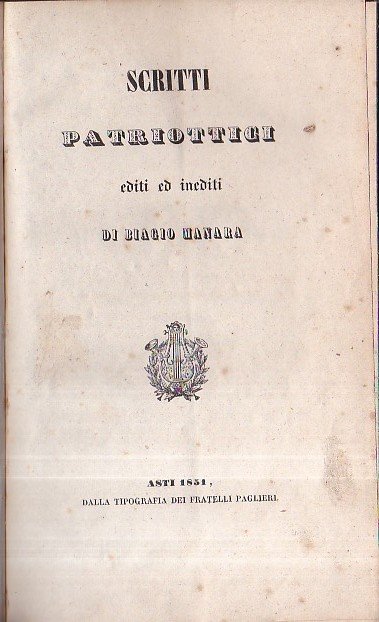 SCRITTI
PATRIOTTICI
editi ed inediti
DI BIAGIO MANARA
ASTI 1851,
DALLA TIPOGRAFIA DEI FRATELLI PAGLIERI.